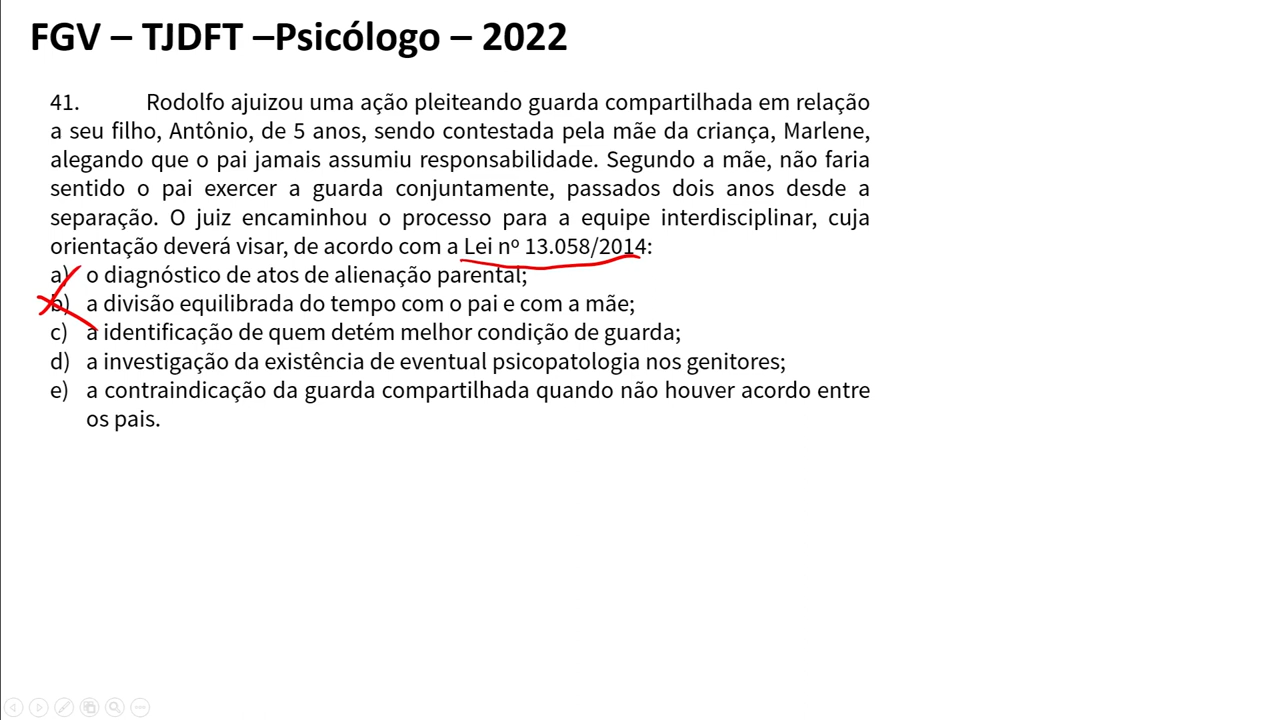 FGV – TJDFT –Psicólogo – 2022
41. Rodolfo ajuizou uma ação pleiteando guarda compartilhada em relação
a seu filho, Antônio, de 5 anos, sendo contestada pela mãe da criança, Marlene,
alegando que o pai jamais assumiu responsabilidade. Segundo a mãe, não faria
sentido o pai exercer a guarda conjuntamente, passados dois anos desde a
separação. O juiz encaminhou o processo para a equipe interdisciplinar, cuja
orientação deverá visar, de acordo com a Lei nº 13.058/2014:
a) o diagnóstico de atos de alienação parental;
b) a divisão equilibrada do tempo com o pai e com a mãe;
c) a identificação de quem detém melhor condição de guarda;
d) a investigação da existência de eventual psicopatologia nos genitores;
e) a contraindicação da guarda compartilhada quando não houver acordo entre
os pais.